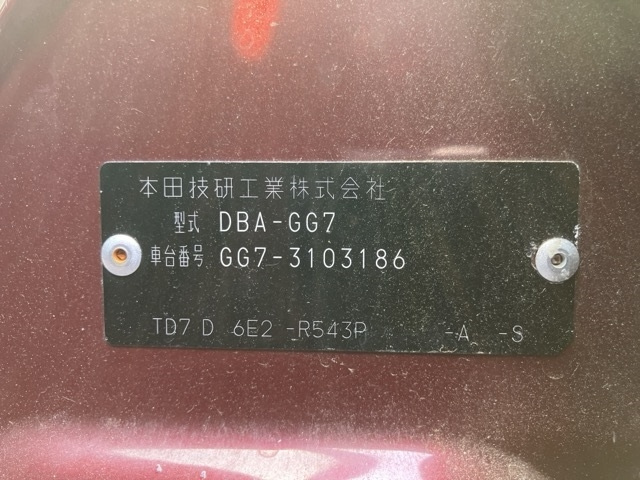 本田技研工業株式会社
型式 DBA-GG7
車台番号 GG7-3103186
TD7 D 6E2 -R543P -A -S